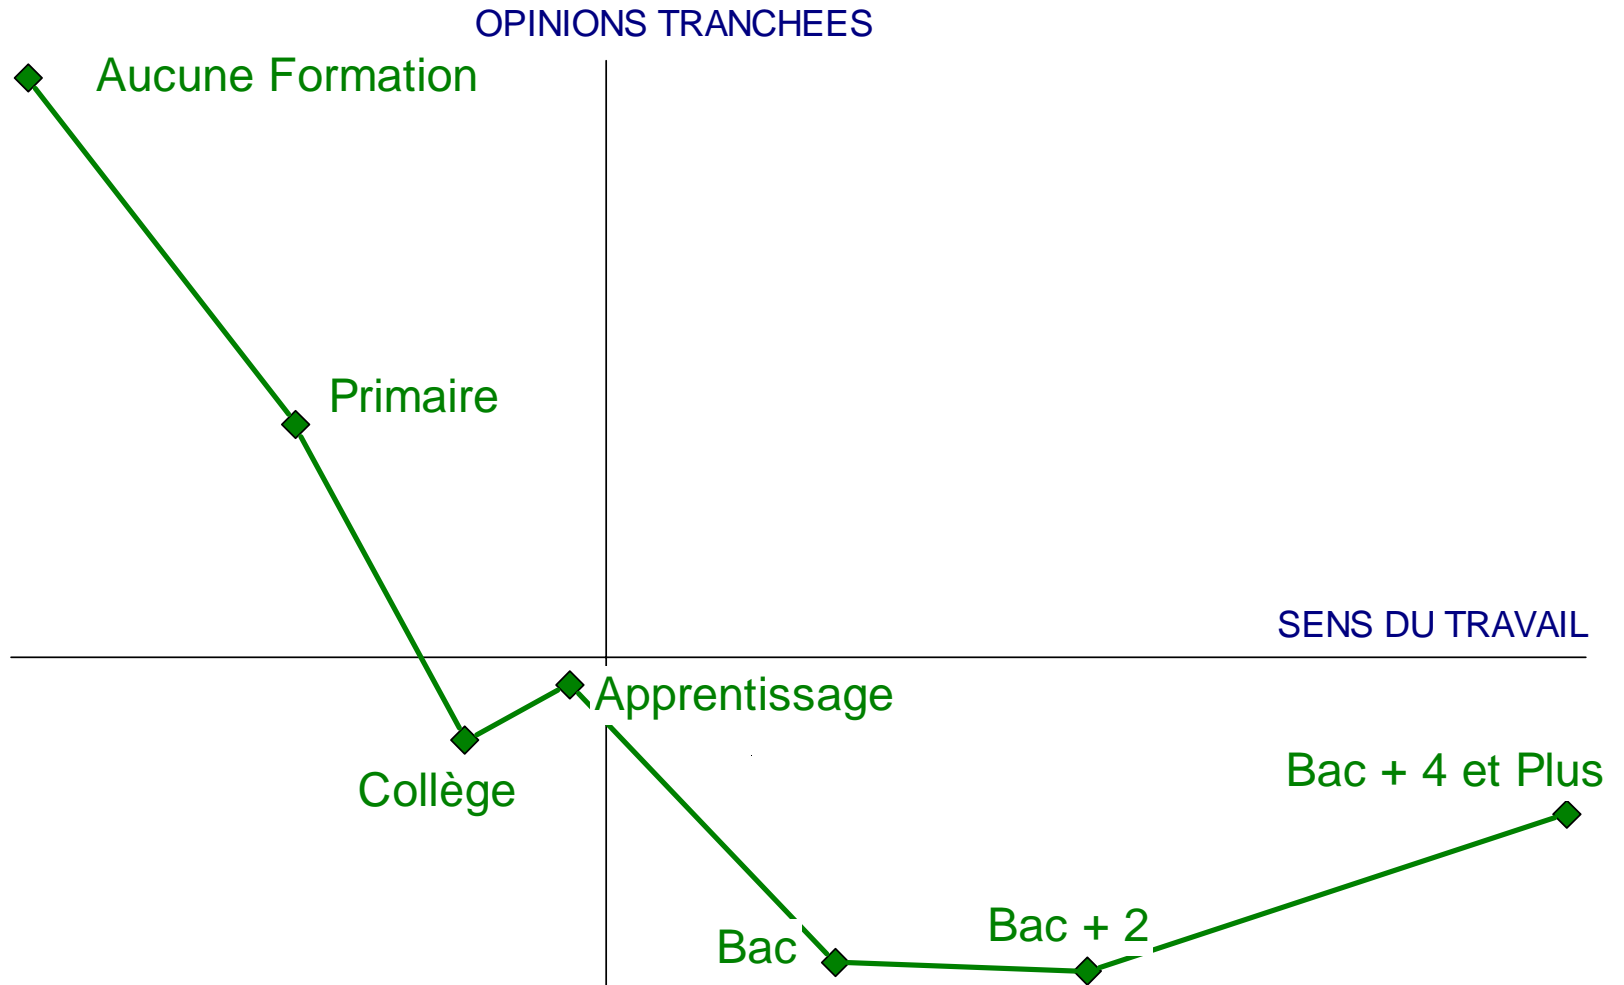 OPINIONS TRANCHEES
Aucune Formation
Primaire
SENS DU TRAVAIL
Apprentissage
Collège
Bac + 4 et Plus
Bac + 2
Bac